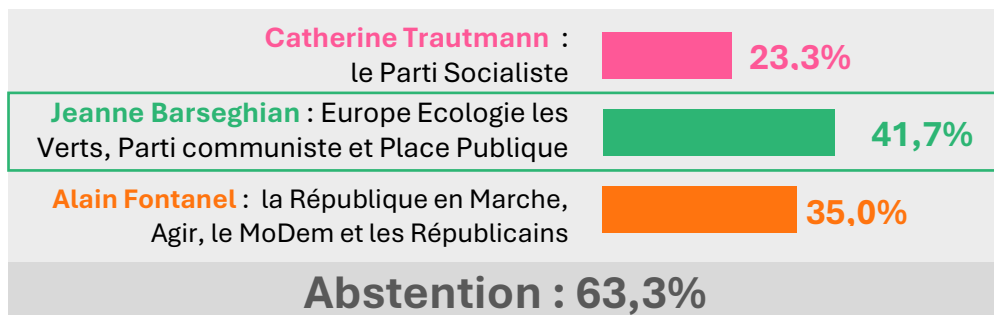 Catherine Trautmann :
le Parti Socialiste
23,3%
Jeanne Barseghian : Europe Ecologie les
Verts, Parti communiste et Place Publique
41,7%
Alain Fontanel : la République en Marche,
Agir, le MoDem et les Républicains
35,0%
Abstention : 63,3%